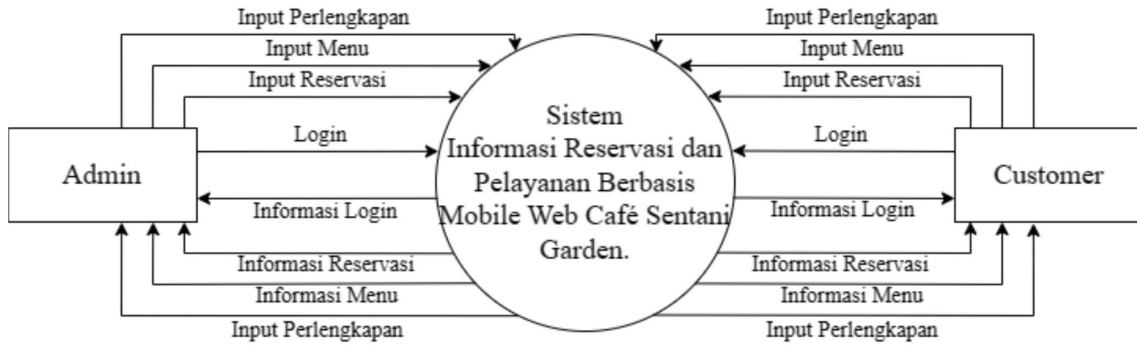 Input Perlengkapan
Input Perlengkapan
Input Menu
Input Menu
Input Reservasi
Input Reservasi
Sistem
Informasi Reservasi dan
Pelayanan Berbasis
Mobile Web Café Sentani
Garden.
Login
Login
Admin
Customer
Informasi Login
Informasi Login
Informasi Reservasi
Informasi Reservasi
Informasi Menu
Informasi Menu
Input Perlengkapan
Input Perlengkapan